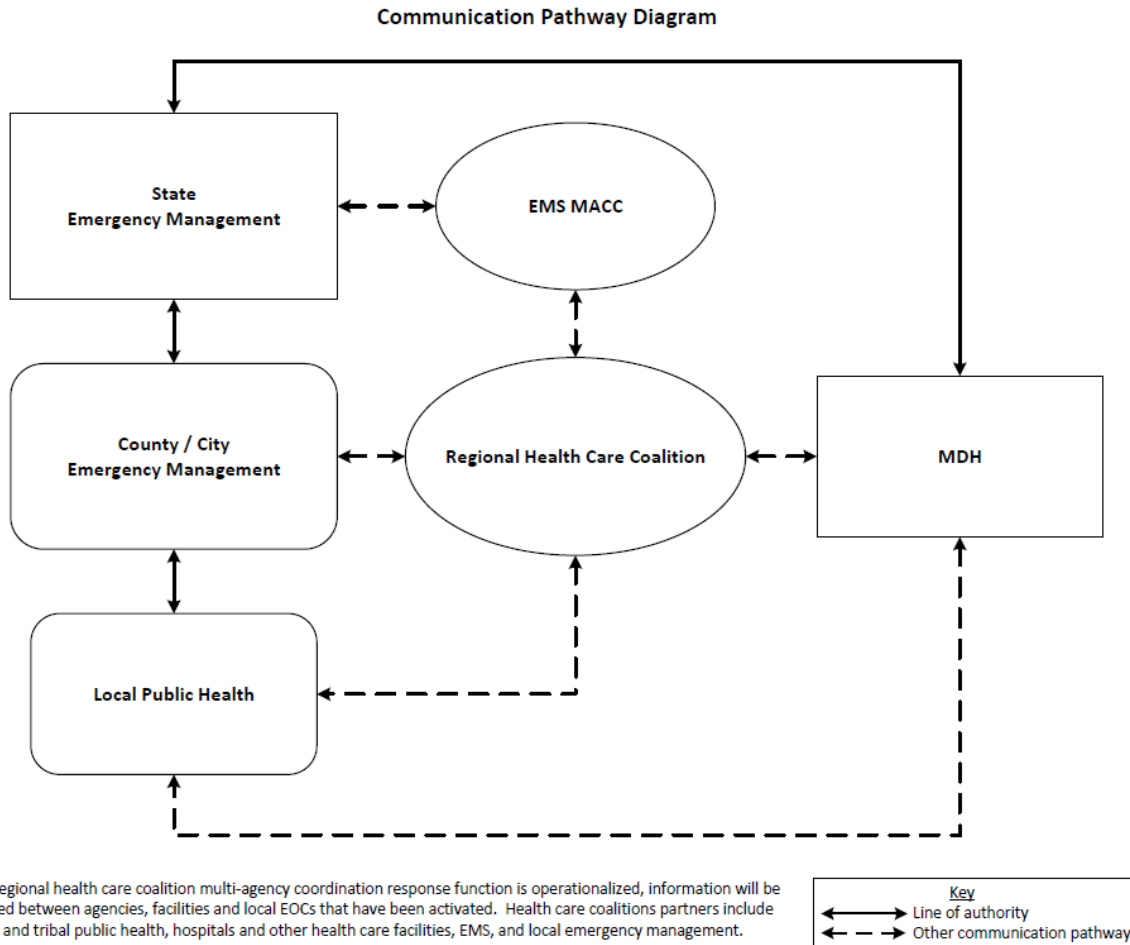 Communication Pathway Diagram
State
Emergency Management
EMS MACC
County / City
Emergency Management
Regional Health Care Coalition
MDH
Local Public Health
egional health care coalition multi-agency coordination response function is operationalized, information will be
ed between agencies, facilities and local EOCs that have been activated.  Health care coalitions partners include
and tribal public health, hospitals and other health care facilities, EMS, and local emergency management.
Key
Line of authority
Other communication pathway